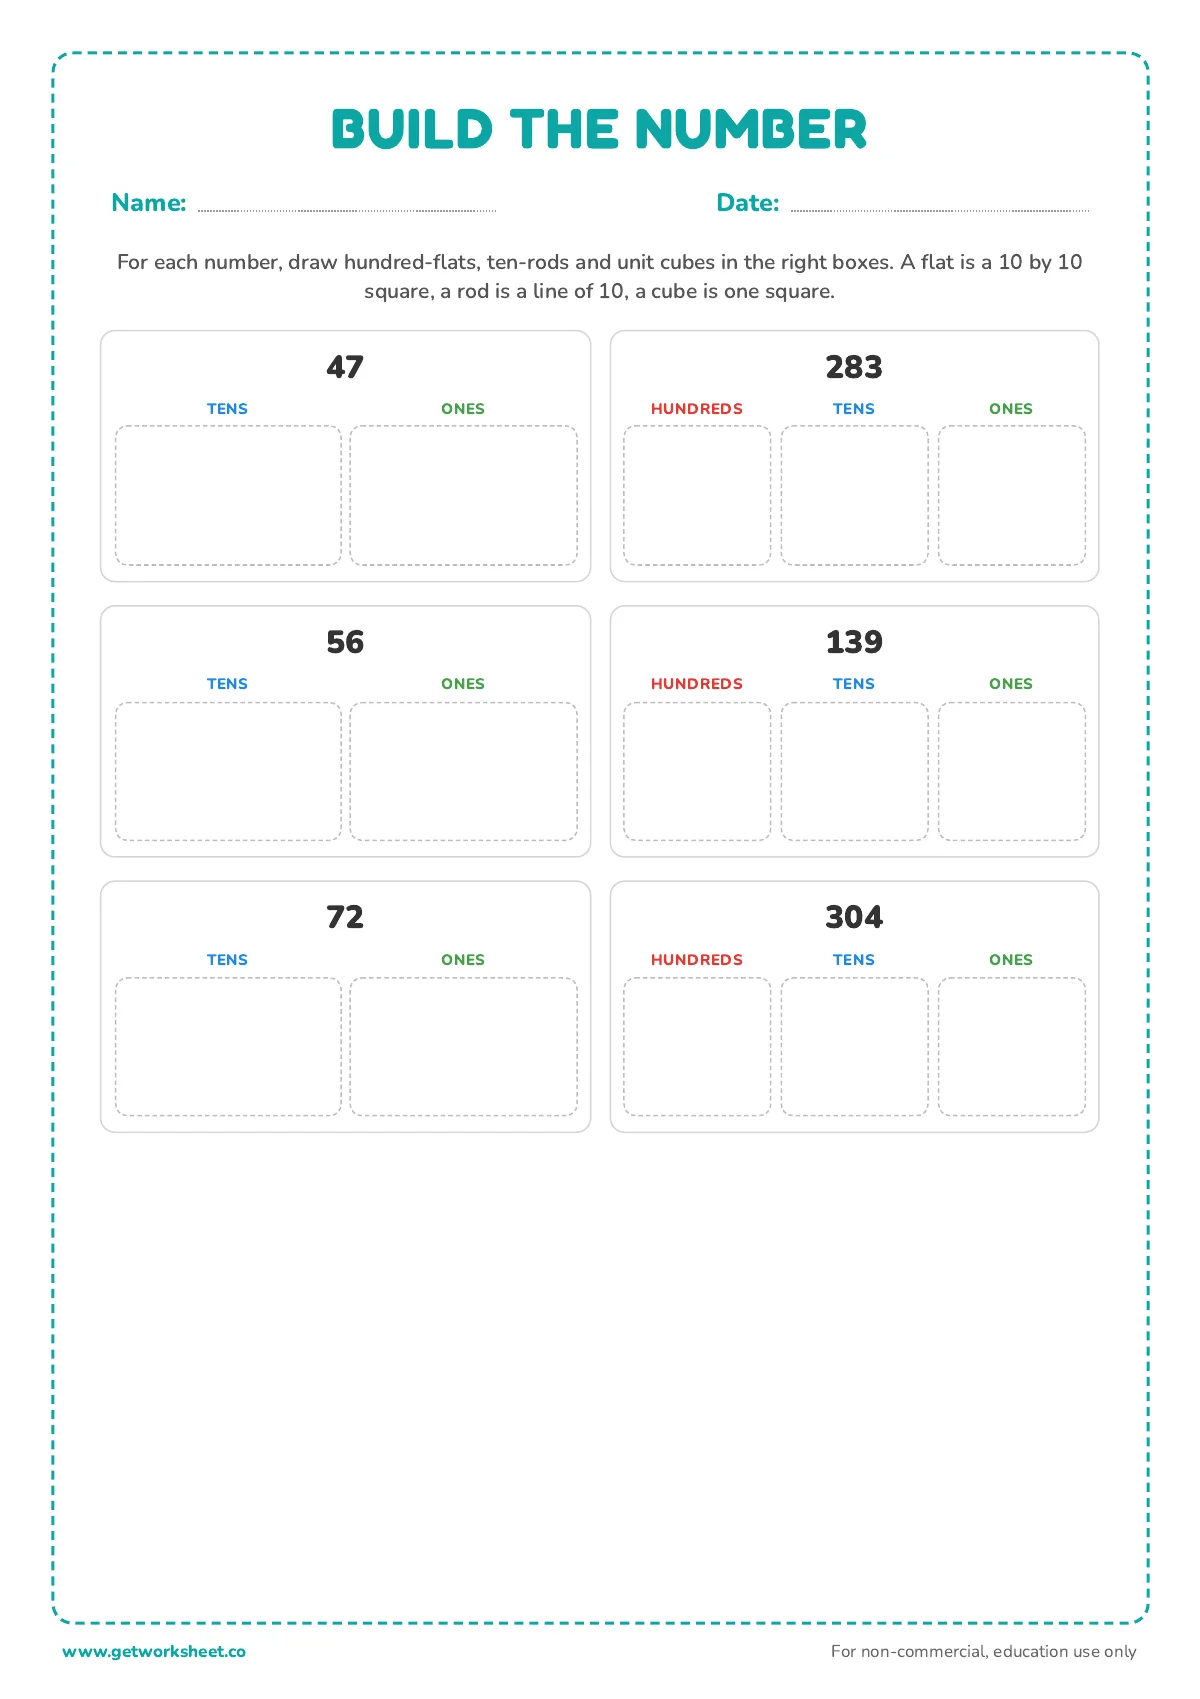 BUILD THE NUMBER
Name:
Date:
For each number, draw hundred-flats, ten-rods and unit cubes in the right boxes. A flat is a 10 by 10
square, a rod is a line of 10, a cube is one square.
47
TENS ONES
283
HUNDREDS TENS ONES
56
TENS ONES
139
HUNDREDS TENS ONES
72
TENS ONES
304
HUNDREDS TENS ONES
www.getworksheet.co
For non-commercial, education use only